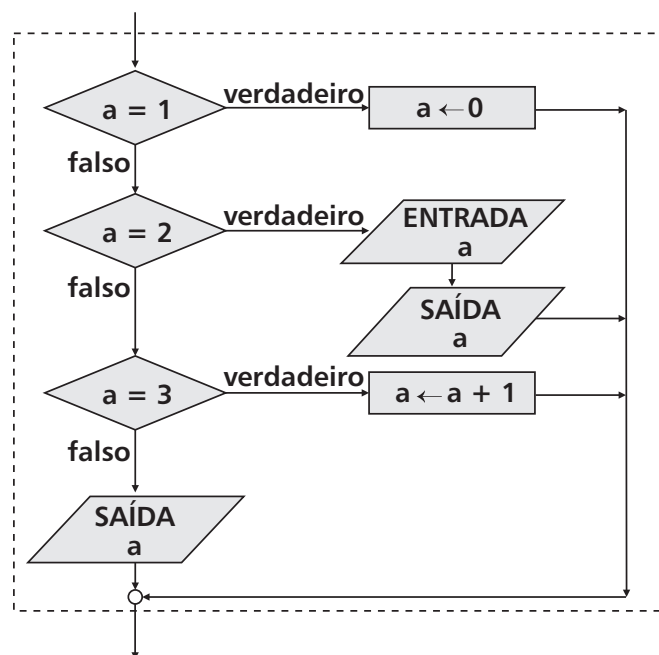 a = 1
verdadeiro
a ← 0
falso
a = 2
verdadeiro
ENTRADA
a
falso
SAÍDA
a
a = 3
verdadeiro
a ← a + 1
falso
SAÍDA
a